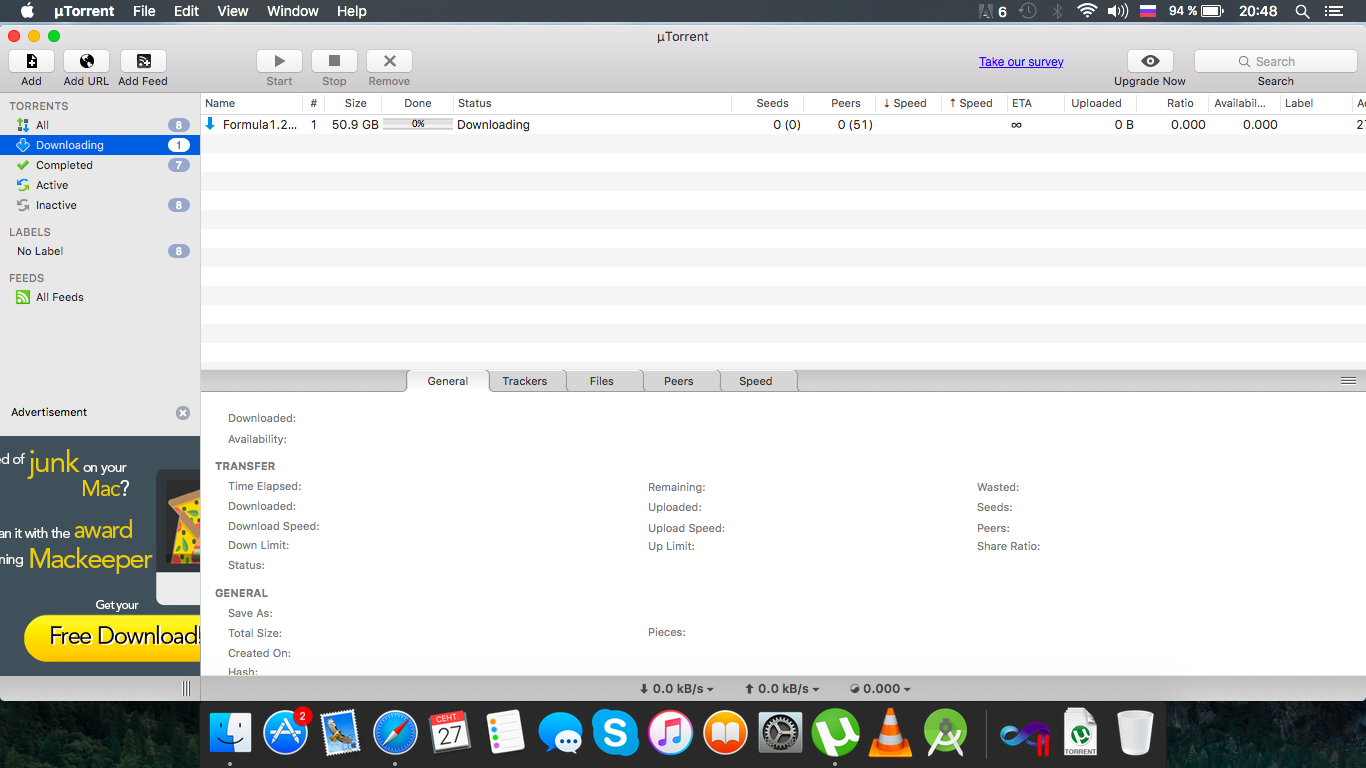 µTorrent File Edit View Window Help 6 94 % 20:48
µTorrent
Add Add URL Add Feed Start Stop Remove Take our survey Upgrade Now Search Search
TORRENTS
All 8
Downloading 1
Completed 7
Active
Inactive 8
LABELS
No Label 8
FEEDS
All Feeds
Advertisement
ed of junk on your
Mac?
an it with the award
ning Mackeeper
Get your
Free Download!
Name # Size Done Status Seeds Peers ↓ Speed ↑ Speed ETA Uploaded Ratio Availabil... Label
Formula1.2... 1 50.9 GB 0% Downloading 0 (0) 0 (51) ∞ 0 B 0.000 0.000
General Trackers Files Peers Speed
Downloaded:
Availability:
TRANSFER
Time Elapsed: Remaining: Wasted:
Downloaded: Uploaded: Seeds:
Download Speed: Upload Speed: Peers:
Down Limit: Up Limit: Share Ratio:
Status:
GENERAL
Save As:
Total Size: Pieces:
Created On:
Hash:
0.0 kB/s 0.0 kB/s 0.000
2
СЕНТ.
27
TORRENT